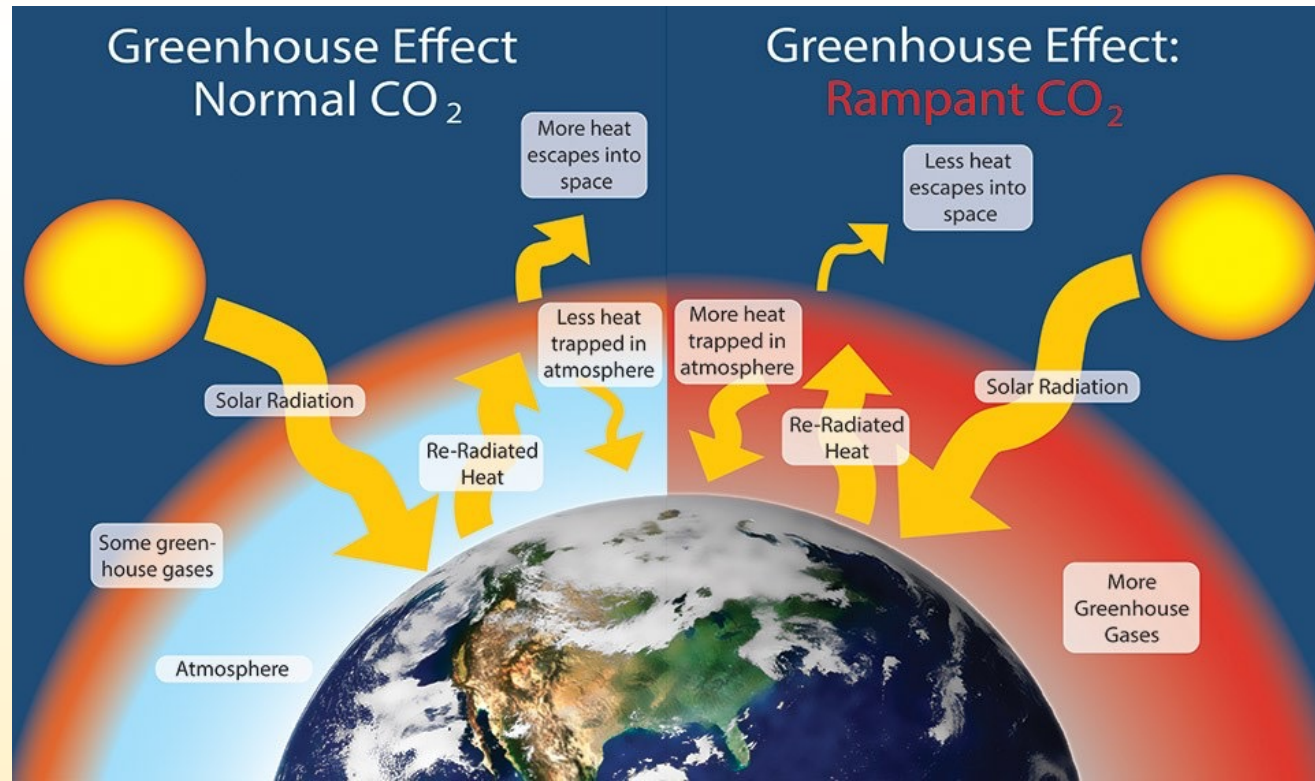 Greenhouse Effect
Normal CO₂
More heat
escapes into
space
Less heat
trapped in
atmosphere
Solar Radiation
Re-Radiated
Heat
Some green-
house gases
Atmosphere
Greenhouse Effect:
Rampant CO₂
Less heat
escapes into
space
More heat
trapped in
atmosphere
Solar Radiation
Re-Radiated
Heat
More
Greenhouse
Gases